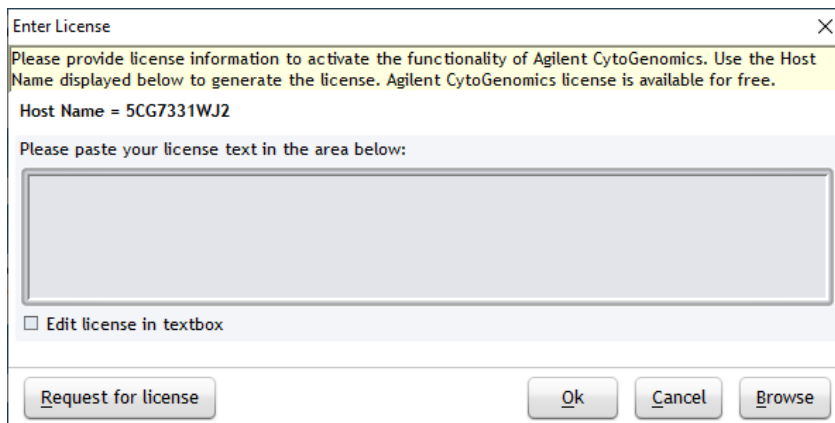 Enter License
Please provide license information to activate the functionality of Agilent CytoGenomics. Use the Host
Name displayed below to generate the license. Agilent CytoGenomics license is available for free.
Host Name = 5CG7331WJ2
Please paste your license text in the area below:
Edit license in textbox
Request for license Ok Cancel Browse